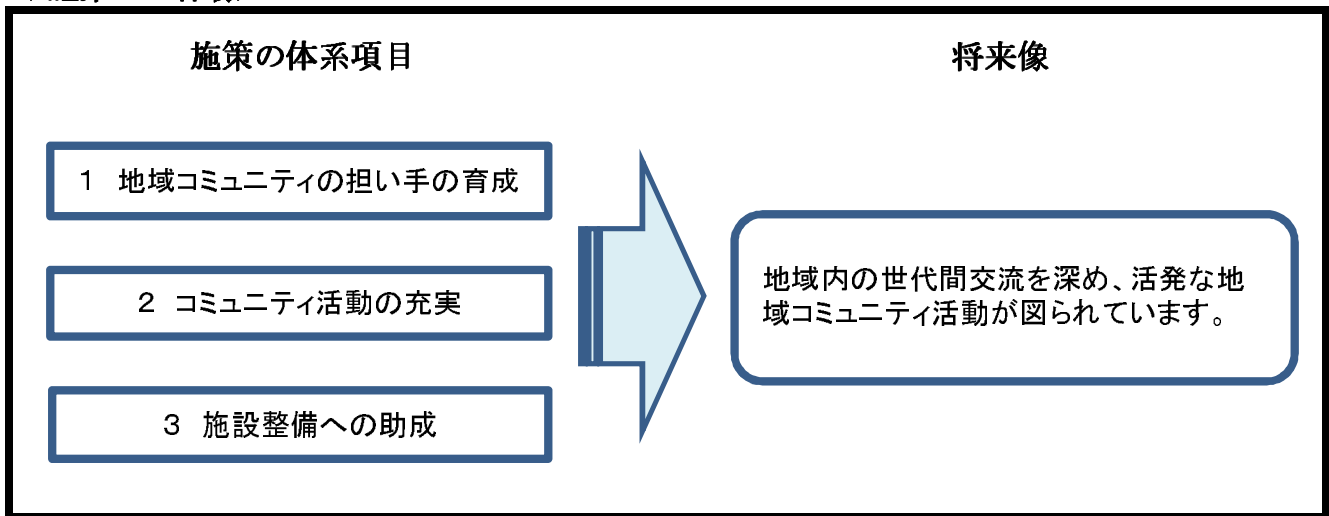 施策の体系項目
将来像
1 地域コミュニティの担い手の育成
2 コミュニティ活動の充実
3 施設整備への助成
地域内の世代間交流を深め、活発な地
域コミュニティ活動が図られています。